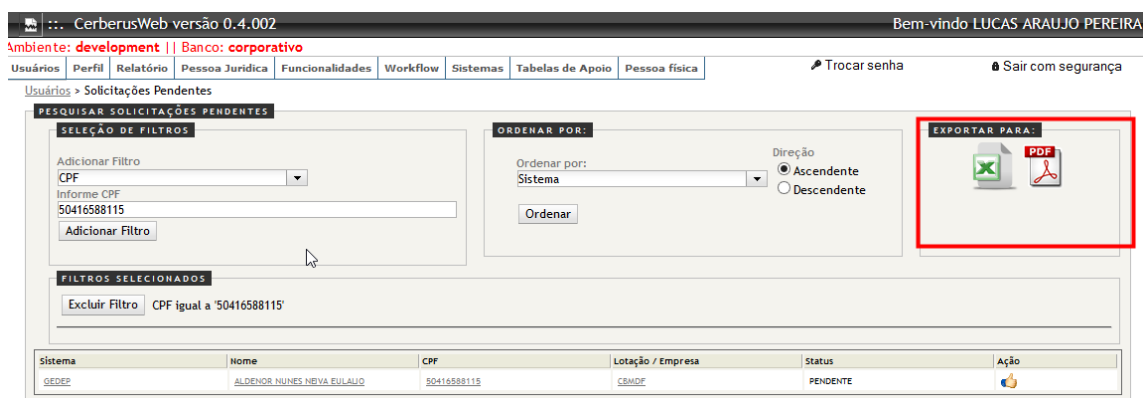 ::. CerberusWeb versão 0.4.002 Bem-vindo LUCAS ARAUJO PEREIRA
Ambiente: development || Banco: corporativo
Usuários Perfil Relatório Pessoa Juridica Funcionalidades Workflow Sistemas Tabelas de Apoio Pessoa física Trocar senha Sair com segurança
Usuários > Solicitações Pendentes
PESQUISAR SOLICITAÇÕES PENDENTES
SELEÇÃO DE FILTROS
Adicionar Filtro
CPF
Informe CPF
50416588115
Adicionar Filtro
ORDENAR POR:
Ordenar por:
Sistema
Direção
Ascendente
Descendente
Ordenar
EXPORTAR PARA:
PDF
FILTROS SELECIONADOS
Excluir Filtro CPF igual a '50416588115'
Sistema Nome CPF Lotação / Empresa Status Ação
GEDEP ALDENOR NUNES NEIVA EULALIO 50416588115 CBMDF PENDENTE